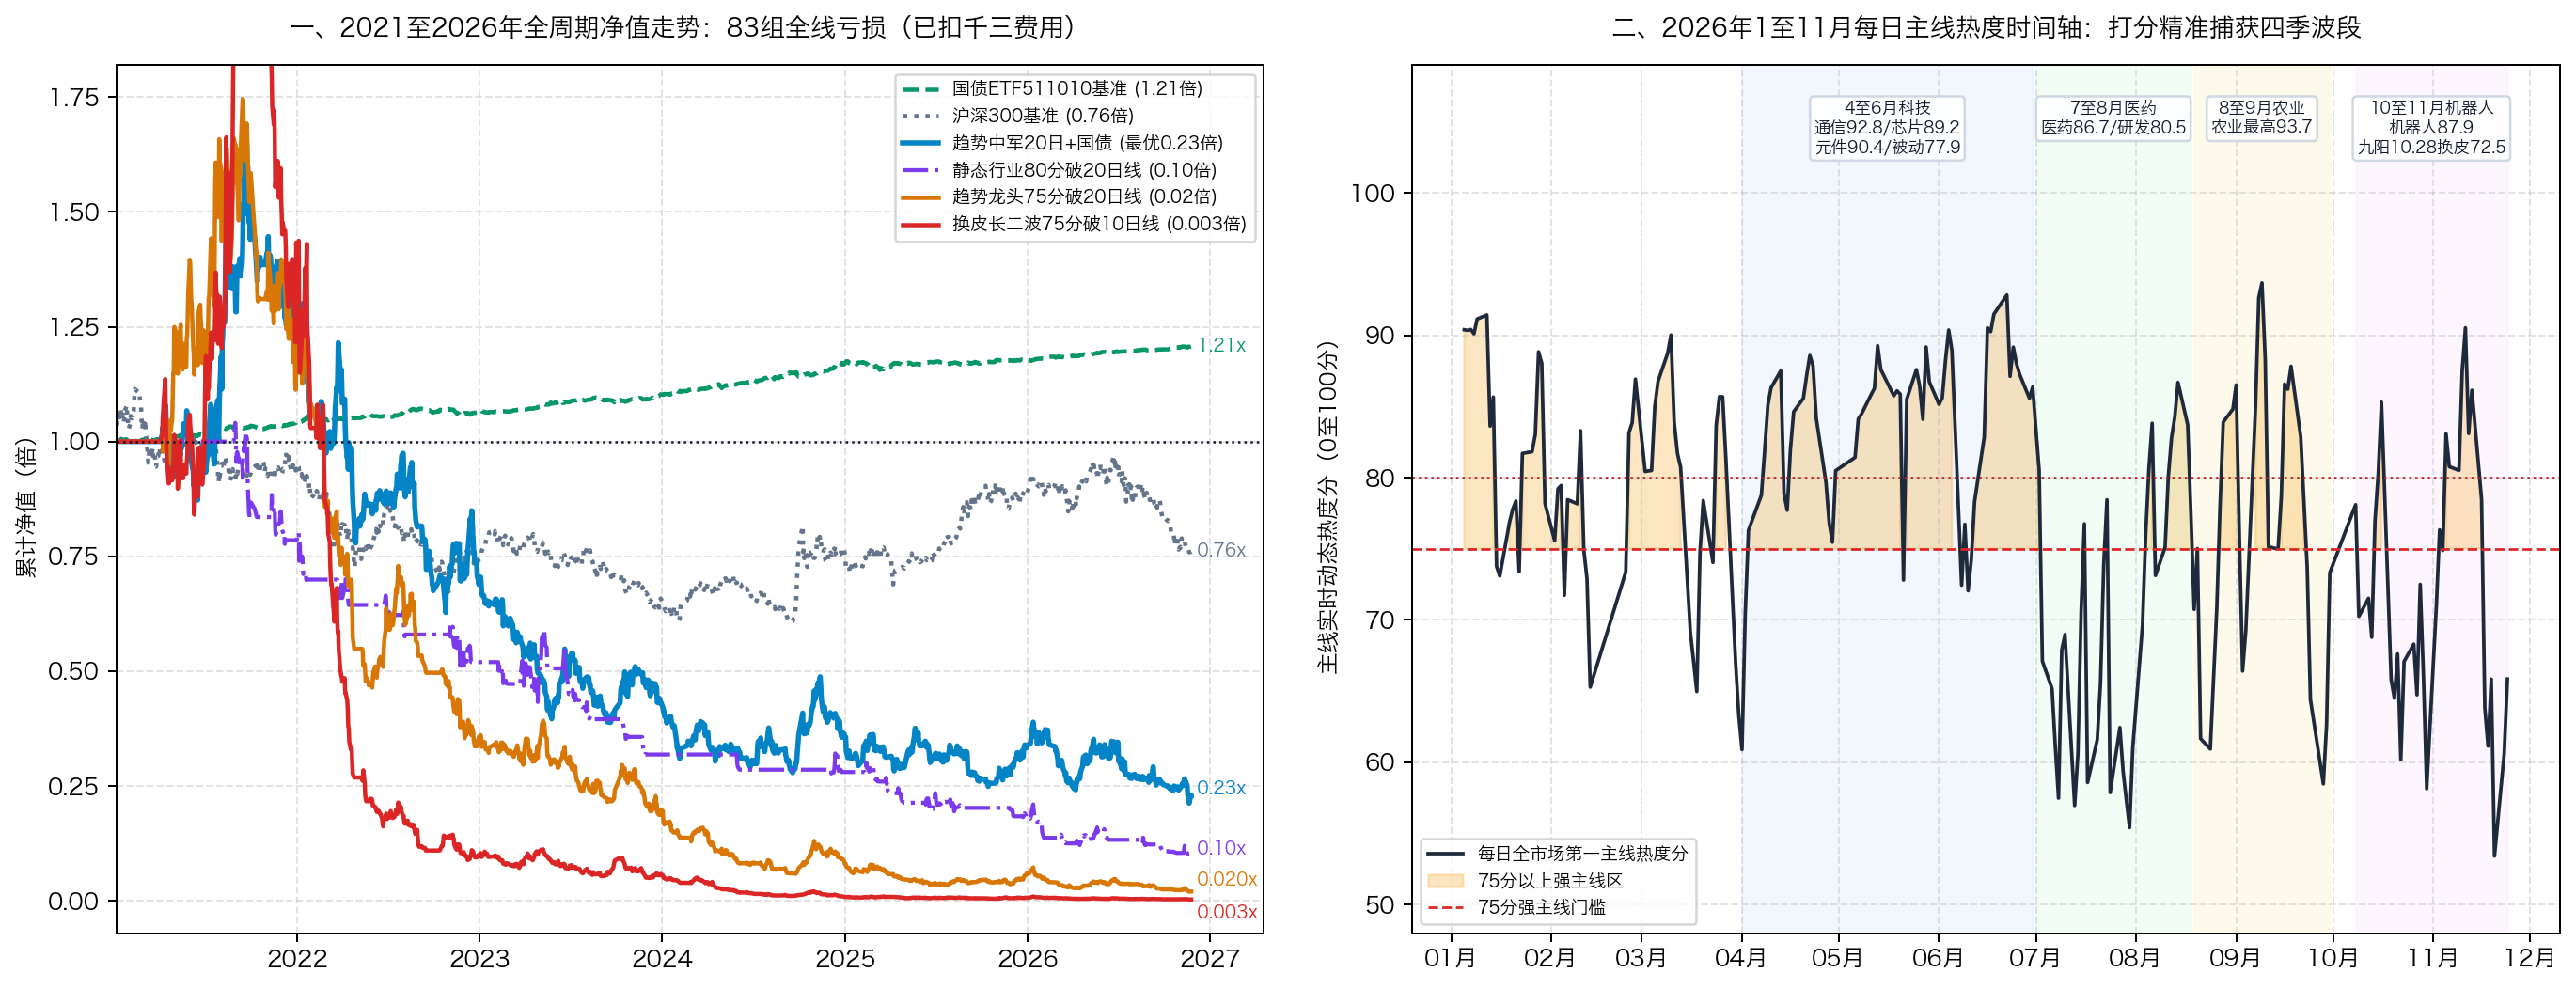 一、2021至2026年全周期净值走势：83组全线亏损（已扣千三费用）
累计净值（倍）
1.75
1.50
1.25
1.00
0.75
0.50
0.25
0.00
国债ETF511010基准 (1.21倍)
沪深300基准 (0.76倍)
趋势中军20日+国债 (最优0.23倍)
静态行业80分破20日线 (0.10倍)
趋势龙头75分破20日线 (0.02倍)
换皮长二波75分破10日线 (0.003倍)
1.21x
0.76x
0.23x
0.10x
0.020x
0.003x
2022
2023
2024
2025
2026
2027
二、2026年1至11月每日主线热度时间轴：打分精准捕获四季波段
主线实时动态热度分（0至100分）
100
90
80
70
60
50
4至6月科技
通信92.8/芯片89.2
元件90.4/被动77.9
7至8月医药
医药86.7/研发80.5
8至9月农业
农业最高93.7
10至11月机器人
机器人87.9
九阳10.28换皮72.5
每日全市场第一主线热度分
75分以上强主线区
75分强主线门槛
01月
02月
03月
04月
05月
06月
07月
08月
09月
10月
11月
12月